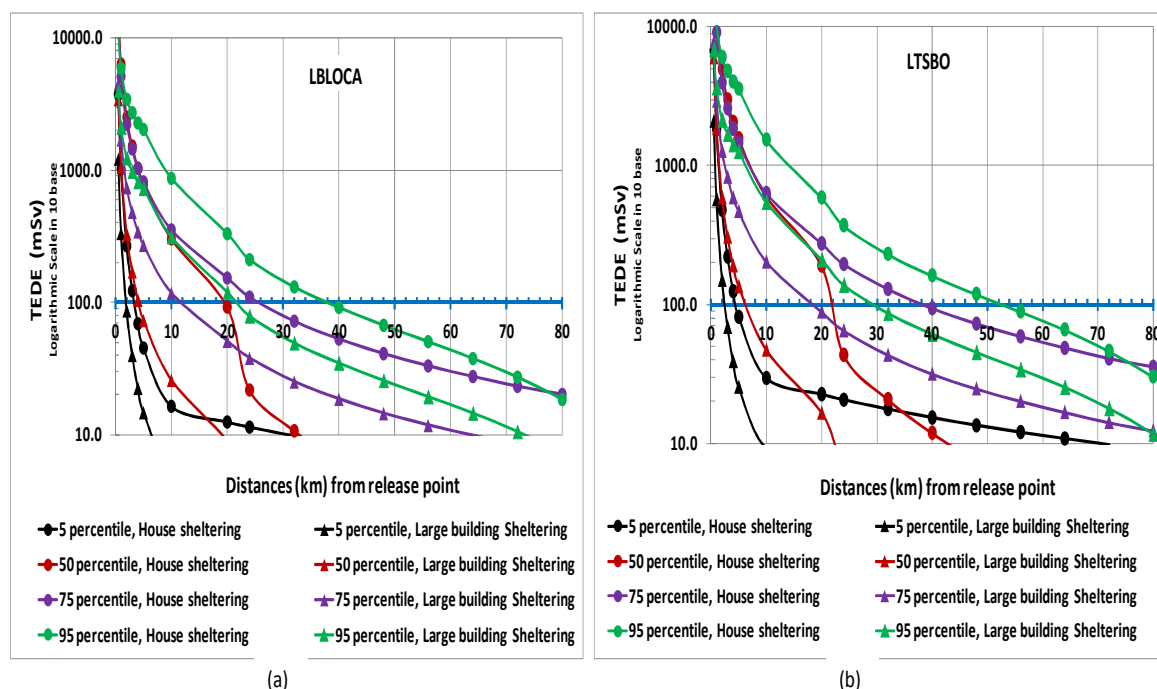 (a)
LBLOCA
TEDE (mSv)
Logarithmic Scale in 10 base
10000.0
1000.0
100.0
10.0
0 10 20 30 40 50 60 70 80
Distances (km) from release point
5 percentile, House sheltering
5 percentile, Large building Sheltering
50 percentile, House sheltering
50 percentile, Large building Sheltering
75 percentile, House sheltering
75 percentile, Large building Sheltering
95 percentile, House sheltering
95 percentile, Large building Sheltering
(a)
(b)
LTSBO
TEDE (mSv)
Logarithmic Scale in 10 base
10000.0
1000.0
100.0
10.0
0 10 20 30 40 50 60 70 80
Distances (km) from release point
5 percentile, House sheltering
5 percentile, Large building Sheltering
50 percentile, House sheltering
50 percentile, Large building Sheltering
75 percentile, House sheltering
75 percentile, Large building Sheltering
95 percentile, House sheltering
95 percentile, Large building Sheltering
(b)